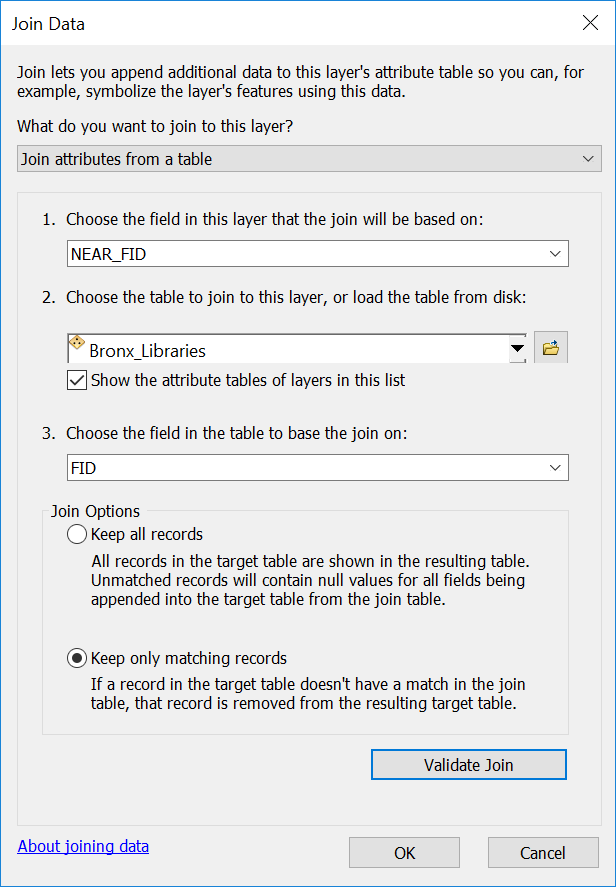 Join Data
Join lets you append additional data to this layer's attribute table so you can, for
example, symbolize the layer's features using this data.
What do you want to join to this layer?
Join attributes from a table
1. Choose the field in this layer that the join will be based on:
NEAR_FID
2. Choose the table to join to this layer, or load the table from disk:
Bronx_Libraries
Show the attribute tables of layers in this list
3. Choose the field in the table to base the join on:
FID
Join Options
Keep all records
All records in the target table are shown in the resulting table.
Unmatched records will contain null values for all fields being
appended into the target table from the join table.
Keep only matching records
If a record in the target table doesn't have a match in the join
table, that record is removed from the resulting target table.
Validate Join
About joining data
OK
Cancel